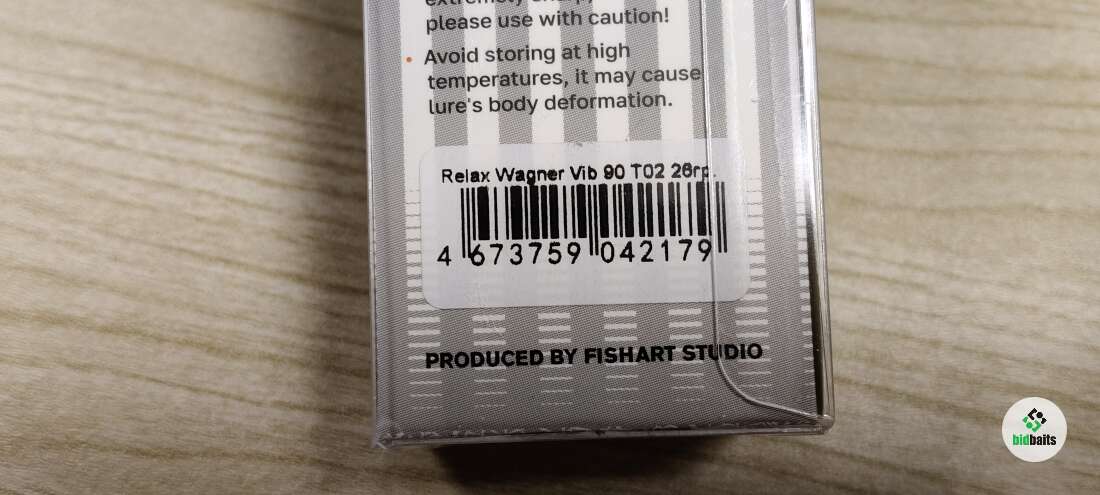 please use with caution!
• Avoid storing at high
temperatures, it may cause
lure's body deformation.
Relax Wagner Vib 90 T02 26гр.
4 673759 042179
PRODUCED BY FISHART STUDIO
bidbaits